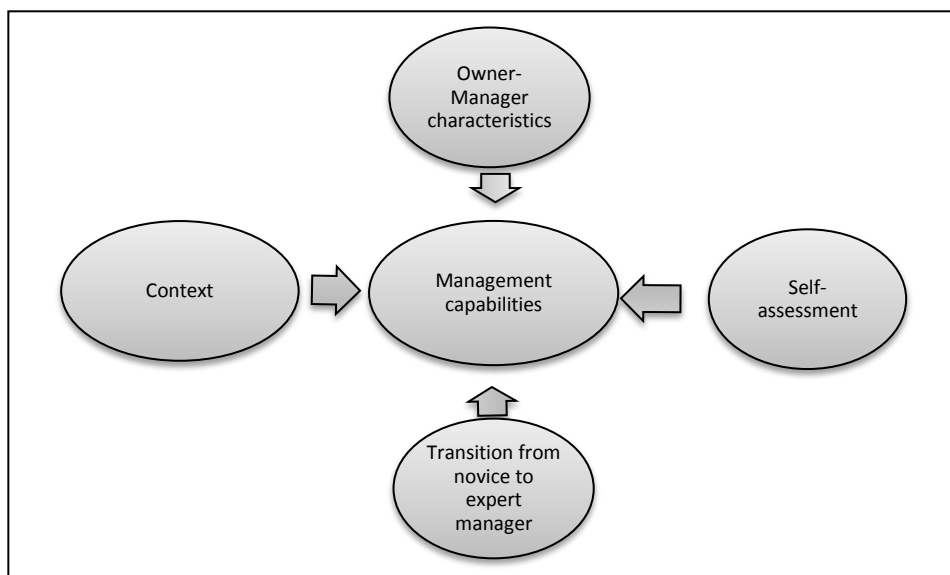 Owner-
Manager
characteristics
Context
Management
capabilities
Self-
assessment
Transition from
novice to
expert
manager